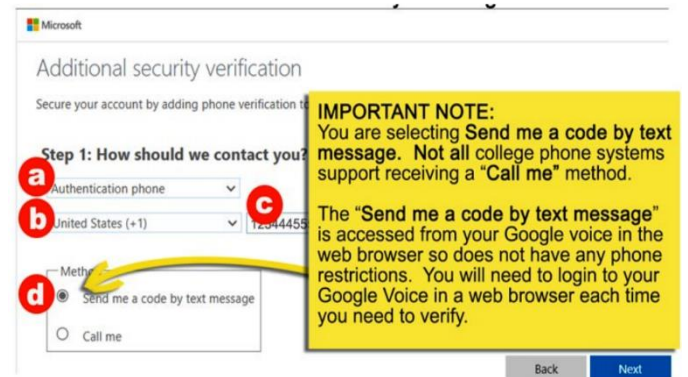 Microsoft
Additional security verification
Secure your account by adding phone verification to
Step 1: How should we contact you?
a
Authentication phone
b
United States (+1)
c
Method
d
Send me a code by text message
Call me
IMPORTANT NOTE:
You are selecting Send me a code by text
message. Not all college phone systems
support receiving a “Call me” method.
The “Send me a code by text message”
is accessed from your Google voice in the
web browser so does not have any phone
restrictions. You will need to login to your
Google Voice in a web browser each time
you need to verify.
Back
Next